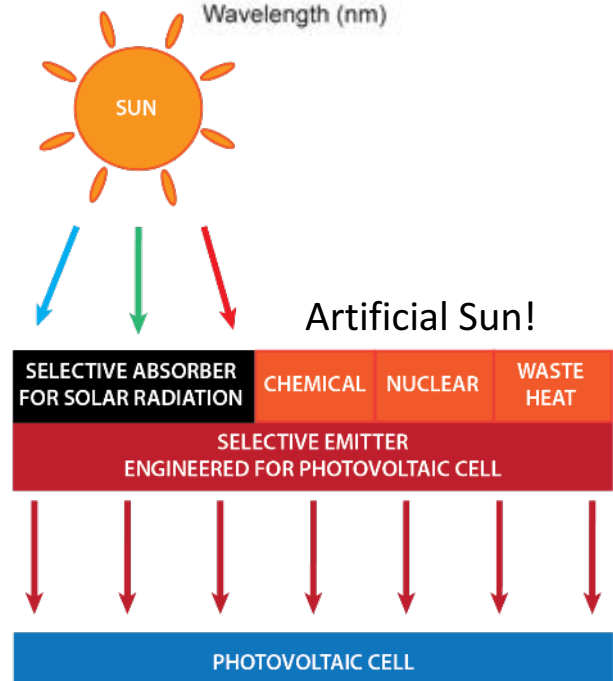 Wavelength (nm)
SUN
Artificial Sun!
SELECTIVE ABSORBER
FOR SOLAR RADIATION
CHEMICAL
NUCLEAR
WASTE
HEAT
SELECTIVE EMITTER
ENGINEERED FOR PHOTOVOLTAIC CELL
PHOTOVOLTAIC CELL